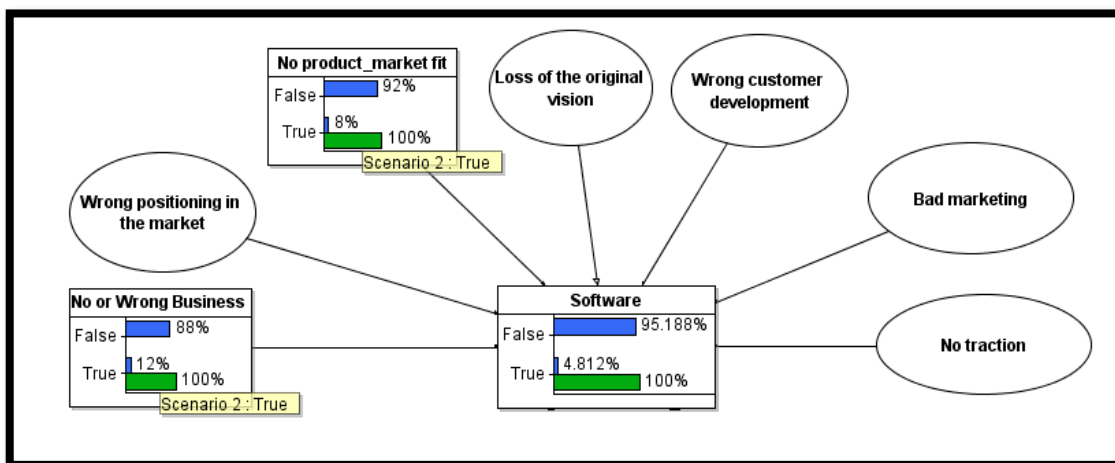 No product_market fit
False
92%
True
8%
100%
Scenario 2 : True
Loss of the original
vision
Wrong customer
development
Wrong positioning in
the market
Bad marketing
No or Wrong Business
False
88%
True
12%
100%
Scenario 2 : True
Software
False
95.188%
True
4.812%
100%
No traction